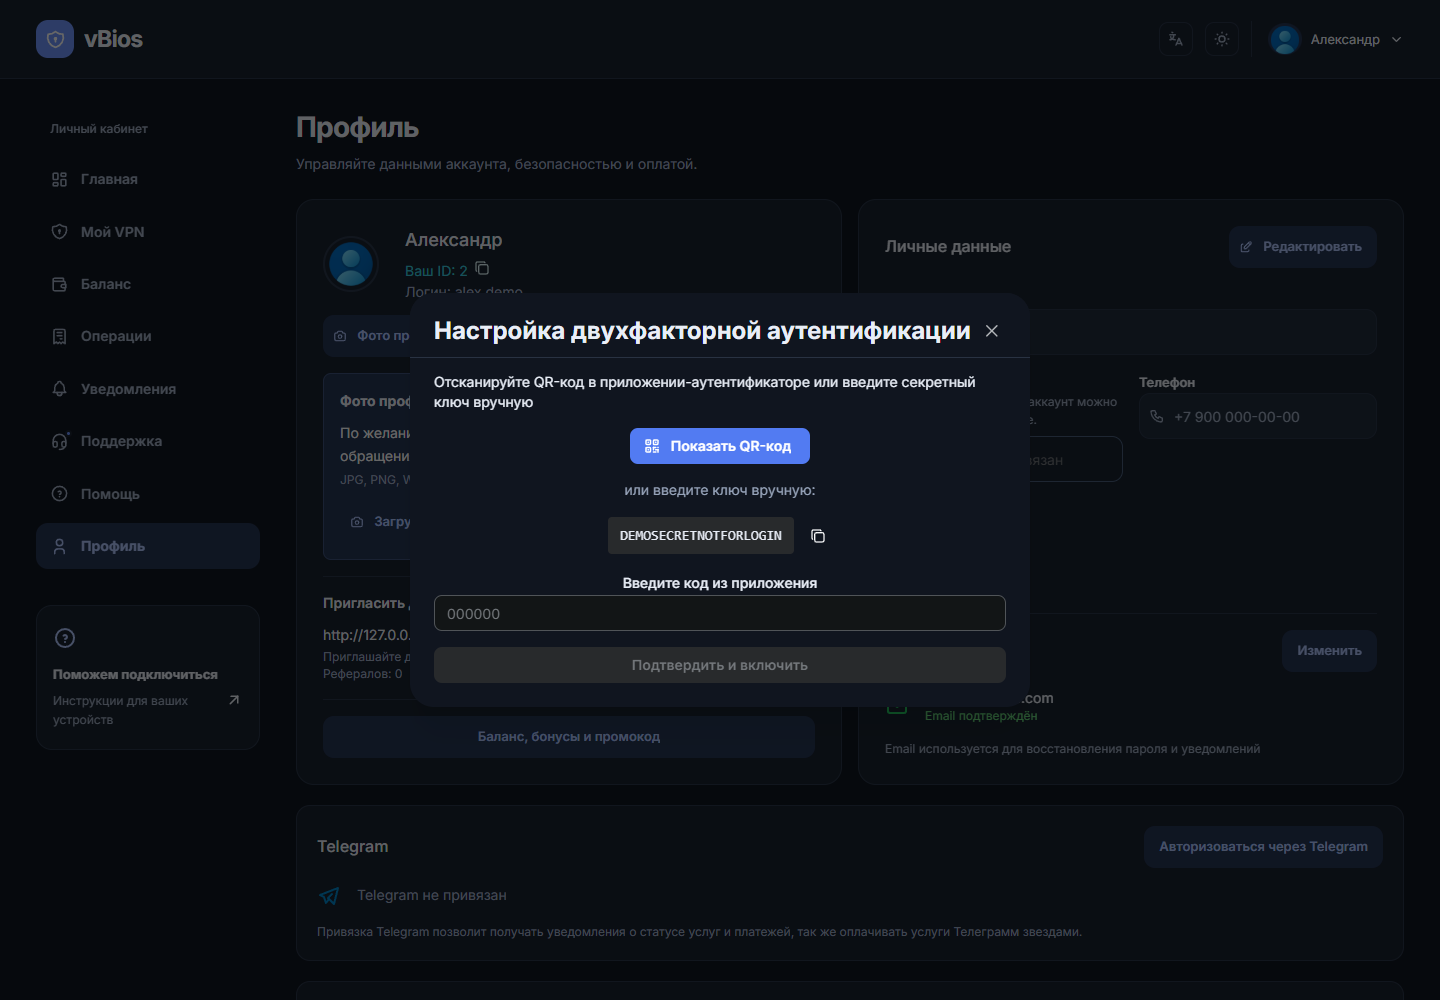 vBios
Александр
Личный кабинет
Главная
Мой VPN
Баланс
Операции
Уведомления
Поддержка
Помощь
Профиль
Поможем подключиться
Инструкции для ваших
устройств
Профиль
Управляйте данными аккаунта, безопасностью и оплатой.
Александр
Ваш ID: 2
Логин: alex demo
Фото
Фото
По
JPG, PNG,
Пригласить
http://127.0.0.
Приглашайте
Рефералов: 0
Баланс, бонусы и промокод
Личные данные
Редактировать
аккаунт можно
Телефон
+7 900 000-00-00
Изменить
.com
Email подтверждён
Email используется для восстановления пароля и уведомлений
Настройка двухфакторной аутентификации
Отсканируйте QR-код в приложении-аутентификаторе или введите секретный
ключ вручную
Показать QR-код
или введите ключ вручную:
DEMOSECRETNOTFORLOGIN
Введите код из приложения
000000
Подтвердить и включить
Telegram
Авторизоваться через Telegram
Telegram не привязан
Привязка Telegram позволит получать уведомления о статусе услуг и платежей, так же оплачивать услуги Телеграмм звездами.